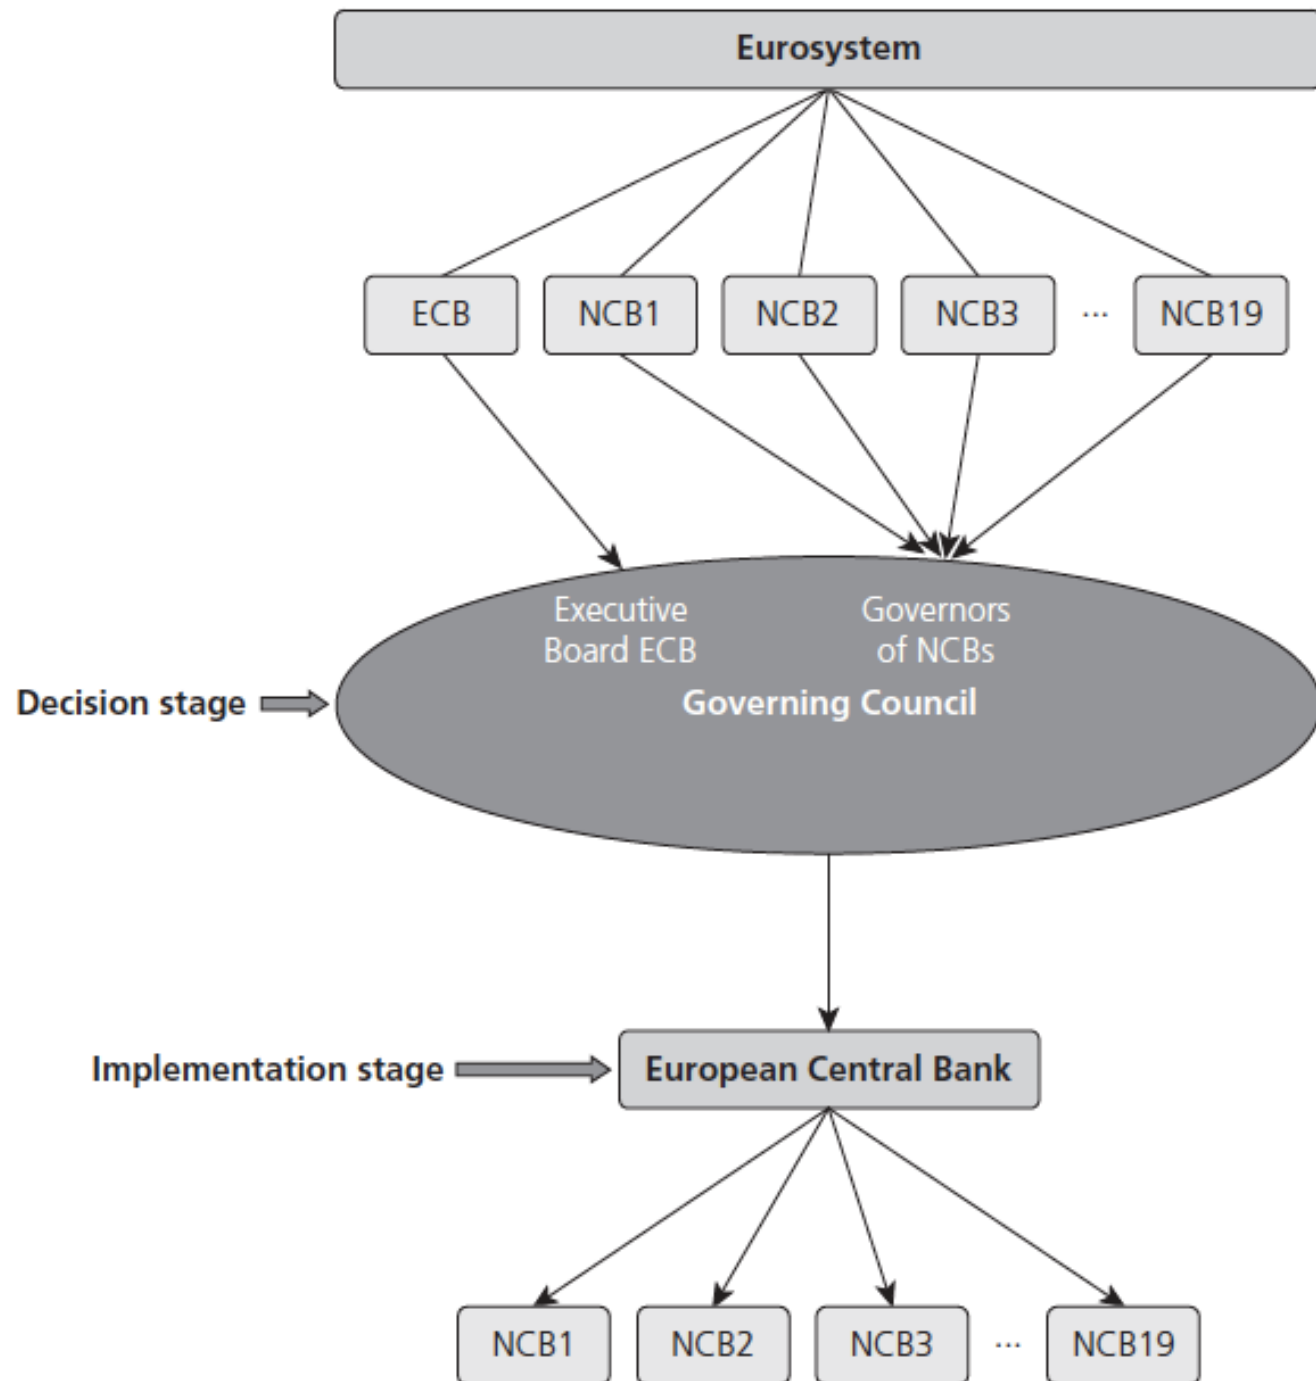 Eurosystem
ECB
NCB1
NCB2
NCB3
...
NCB19
Executive
Board ECB
Governors
of NCBs
Decision stage
Governing Council
Implementation stage
European Central Bank
NCB1
NCB2
NCB3
...
NCB19